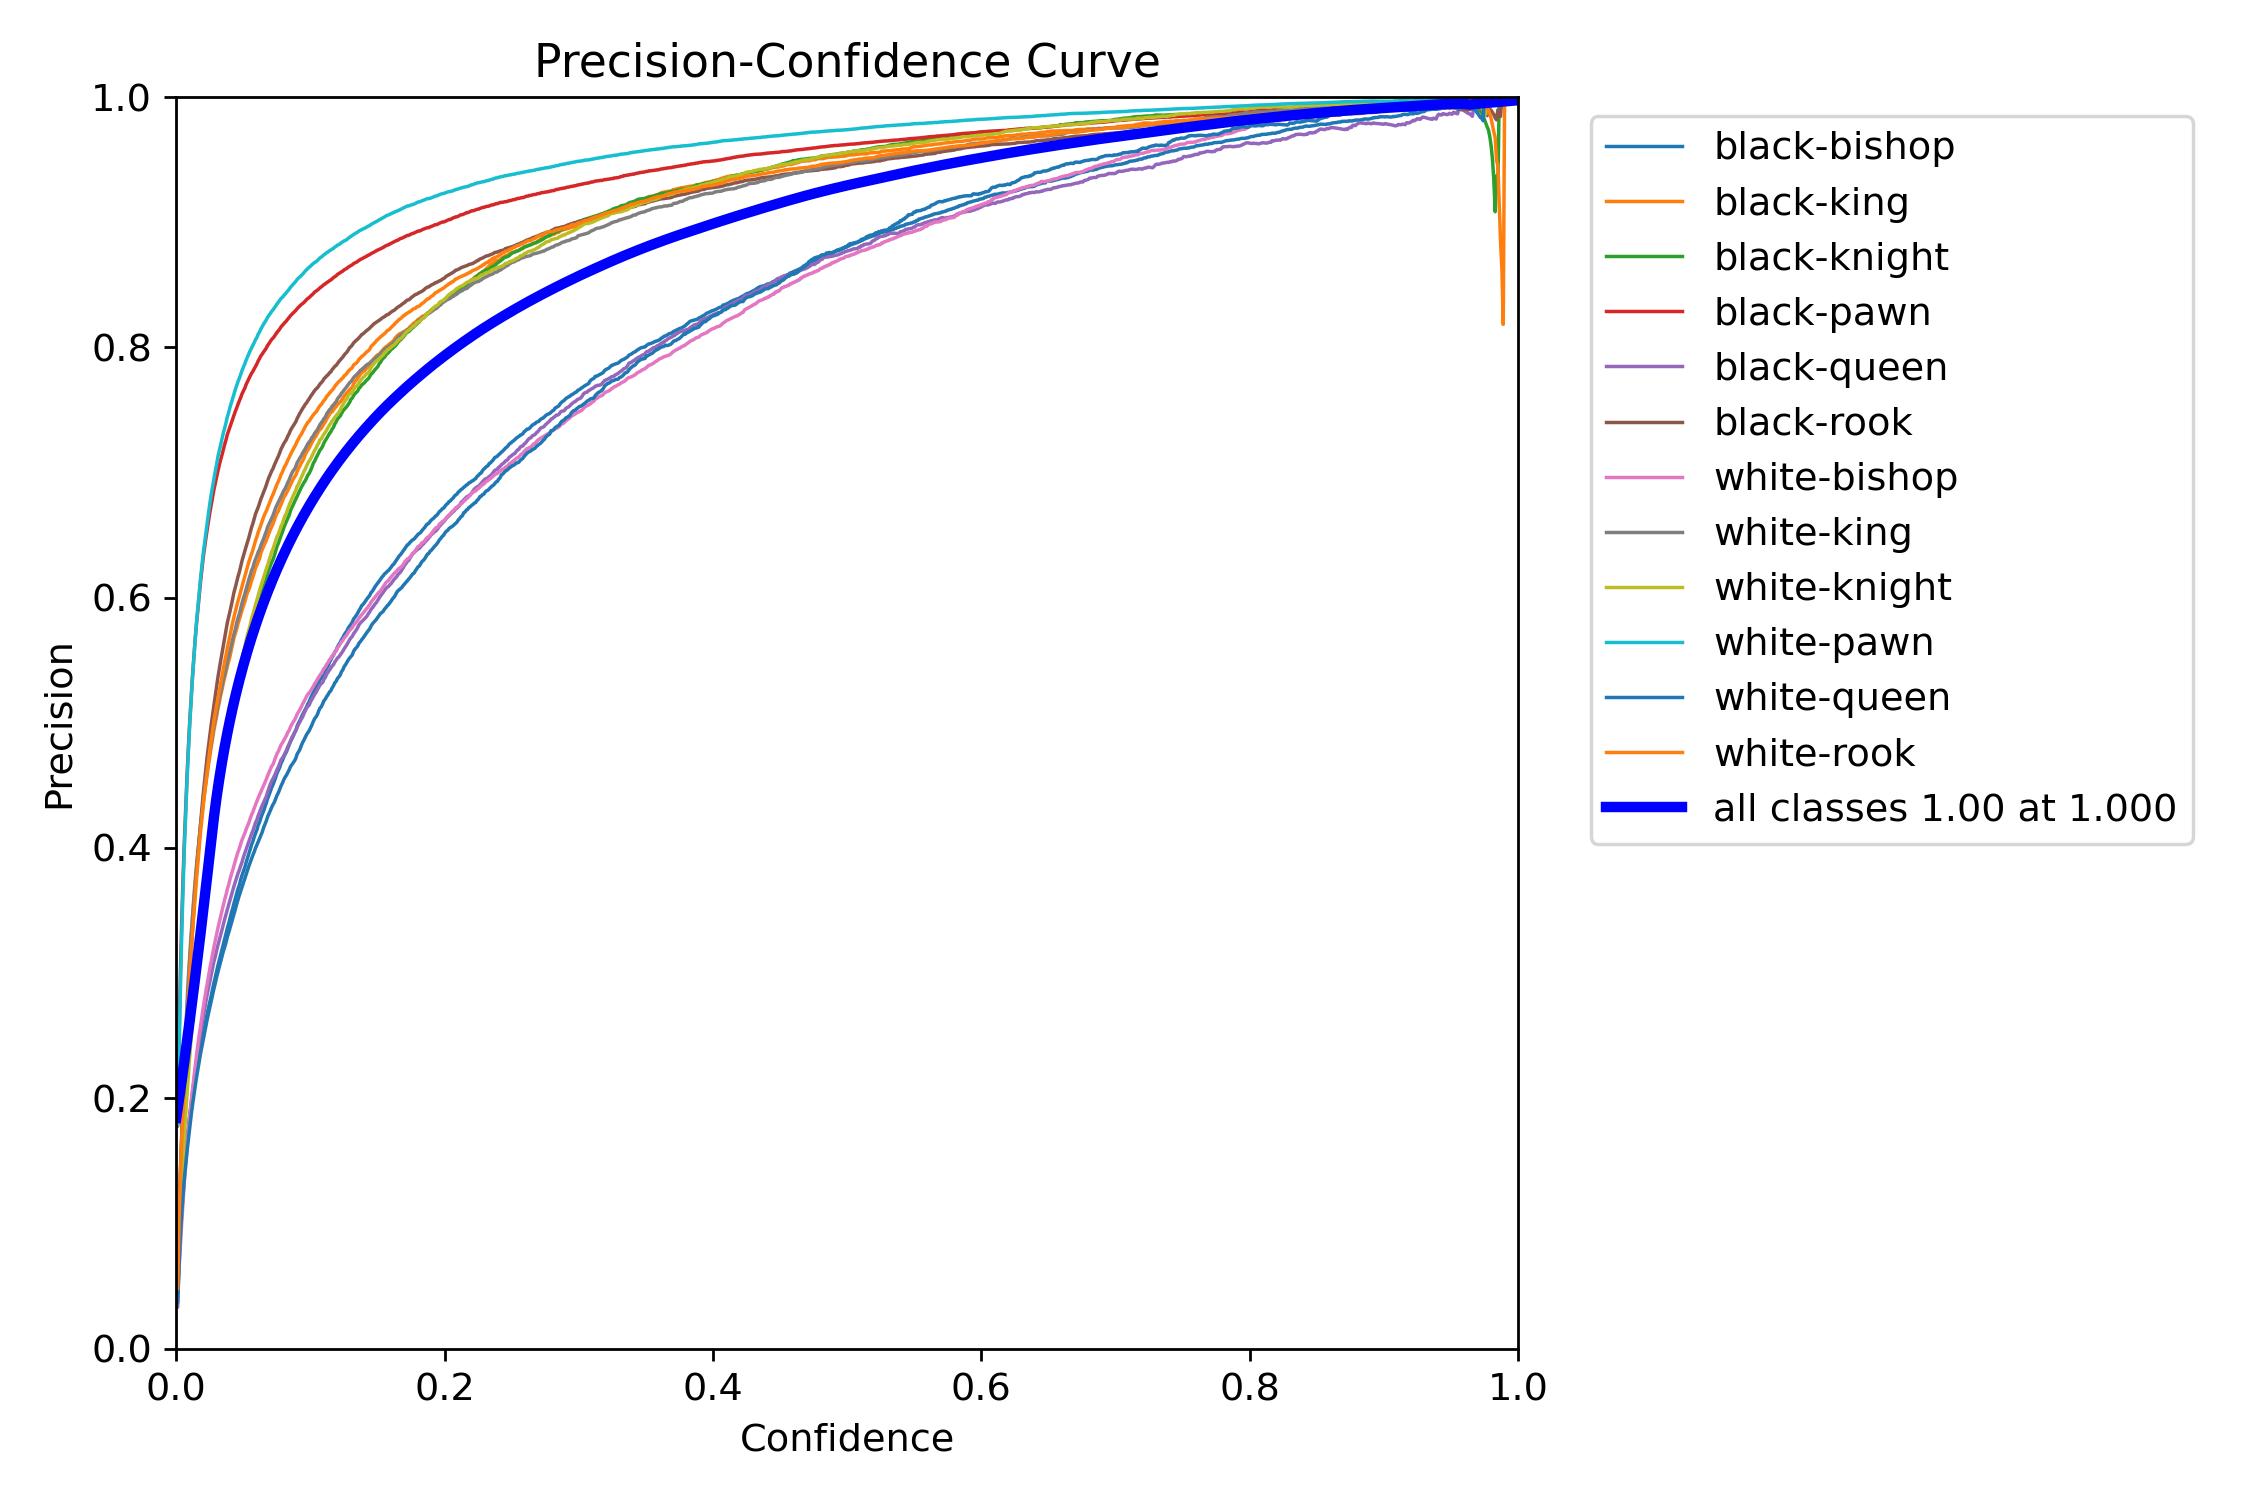 Precision-Confidence Curve
1.0
0.8
0.6
0.4
0.2
0.0
Precision
0.0 0.2 0.4 0.6 0.8 1.0
Confidence
black-bishop
black-king
black-knight
black-pawn
black-queen
black-rook
white-bishop
white-king
white-knight
white-pawn
white-queen
white-rook
all classes 1.00 at 1.000